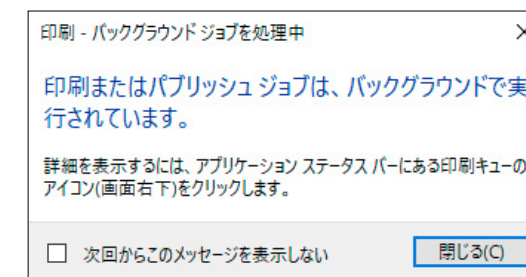 印刷 - バックグラウンド ジョブを処理中
印刷またはパブリッシュ ジョブは、バックグラウンドで実
行されています。
詳細を表示するには、アプリケーション ステータス バーにある印刷キューの
アイコン(画面右下)をクリックします。
次回からこのメッセージを表示しない
閉じる(C)